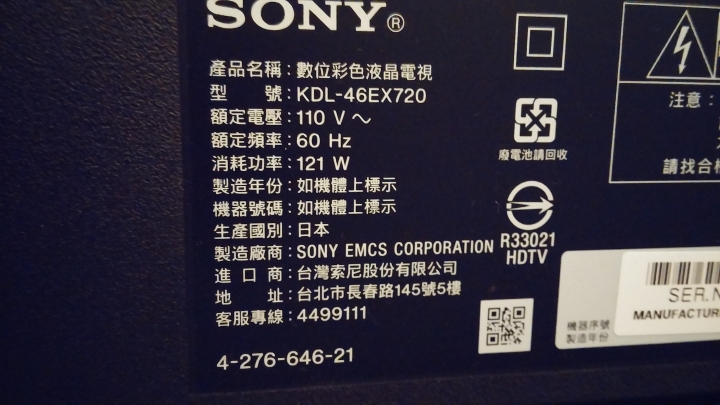 SONY®
產品名稱：數位彩色液晶電視
型 號：KDL-46EX720
額定電壓：110 V ～
額定頻率：60 Hz
消耗功率：121 W
製造年份：如機體上標示
機器號碼：如機體上標示
生產國別：日本
製造廠商：SONY EMCS CORPORATION
進 口 商：台灣索尼股份有限公司
地 址：台北市長春路145號5樓
客服專線：4499111
4-276-646-21
廢電池請回收
R33021
HDTV
注意：
請找合格
SER.N
MANUFACTUR
機器序號
製造年份